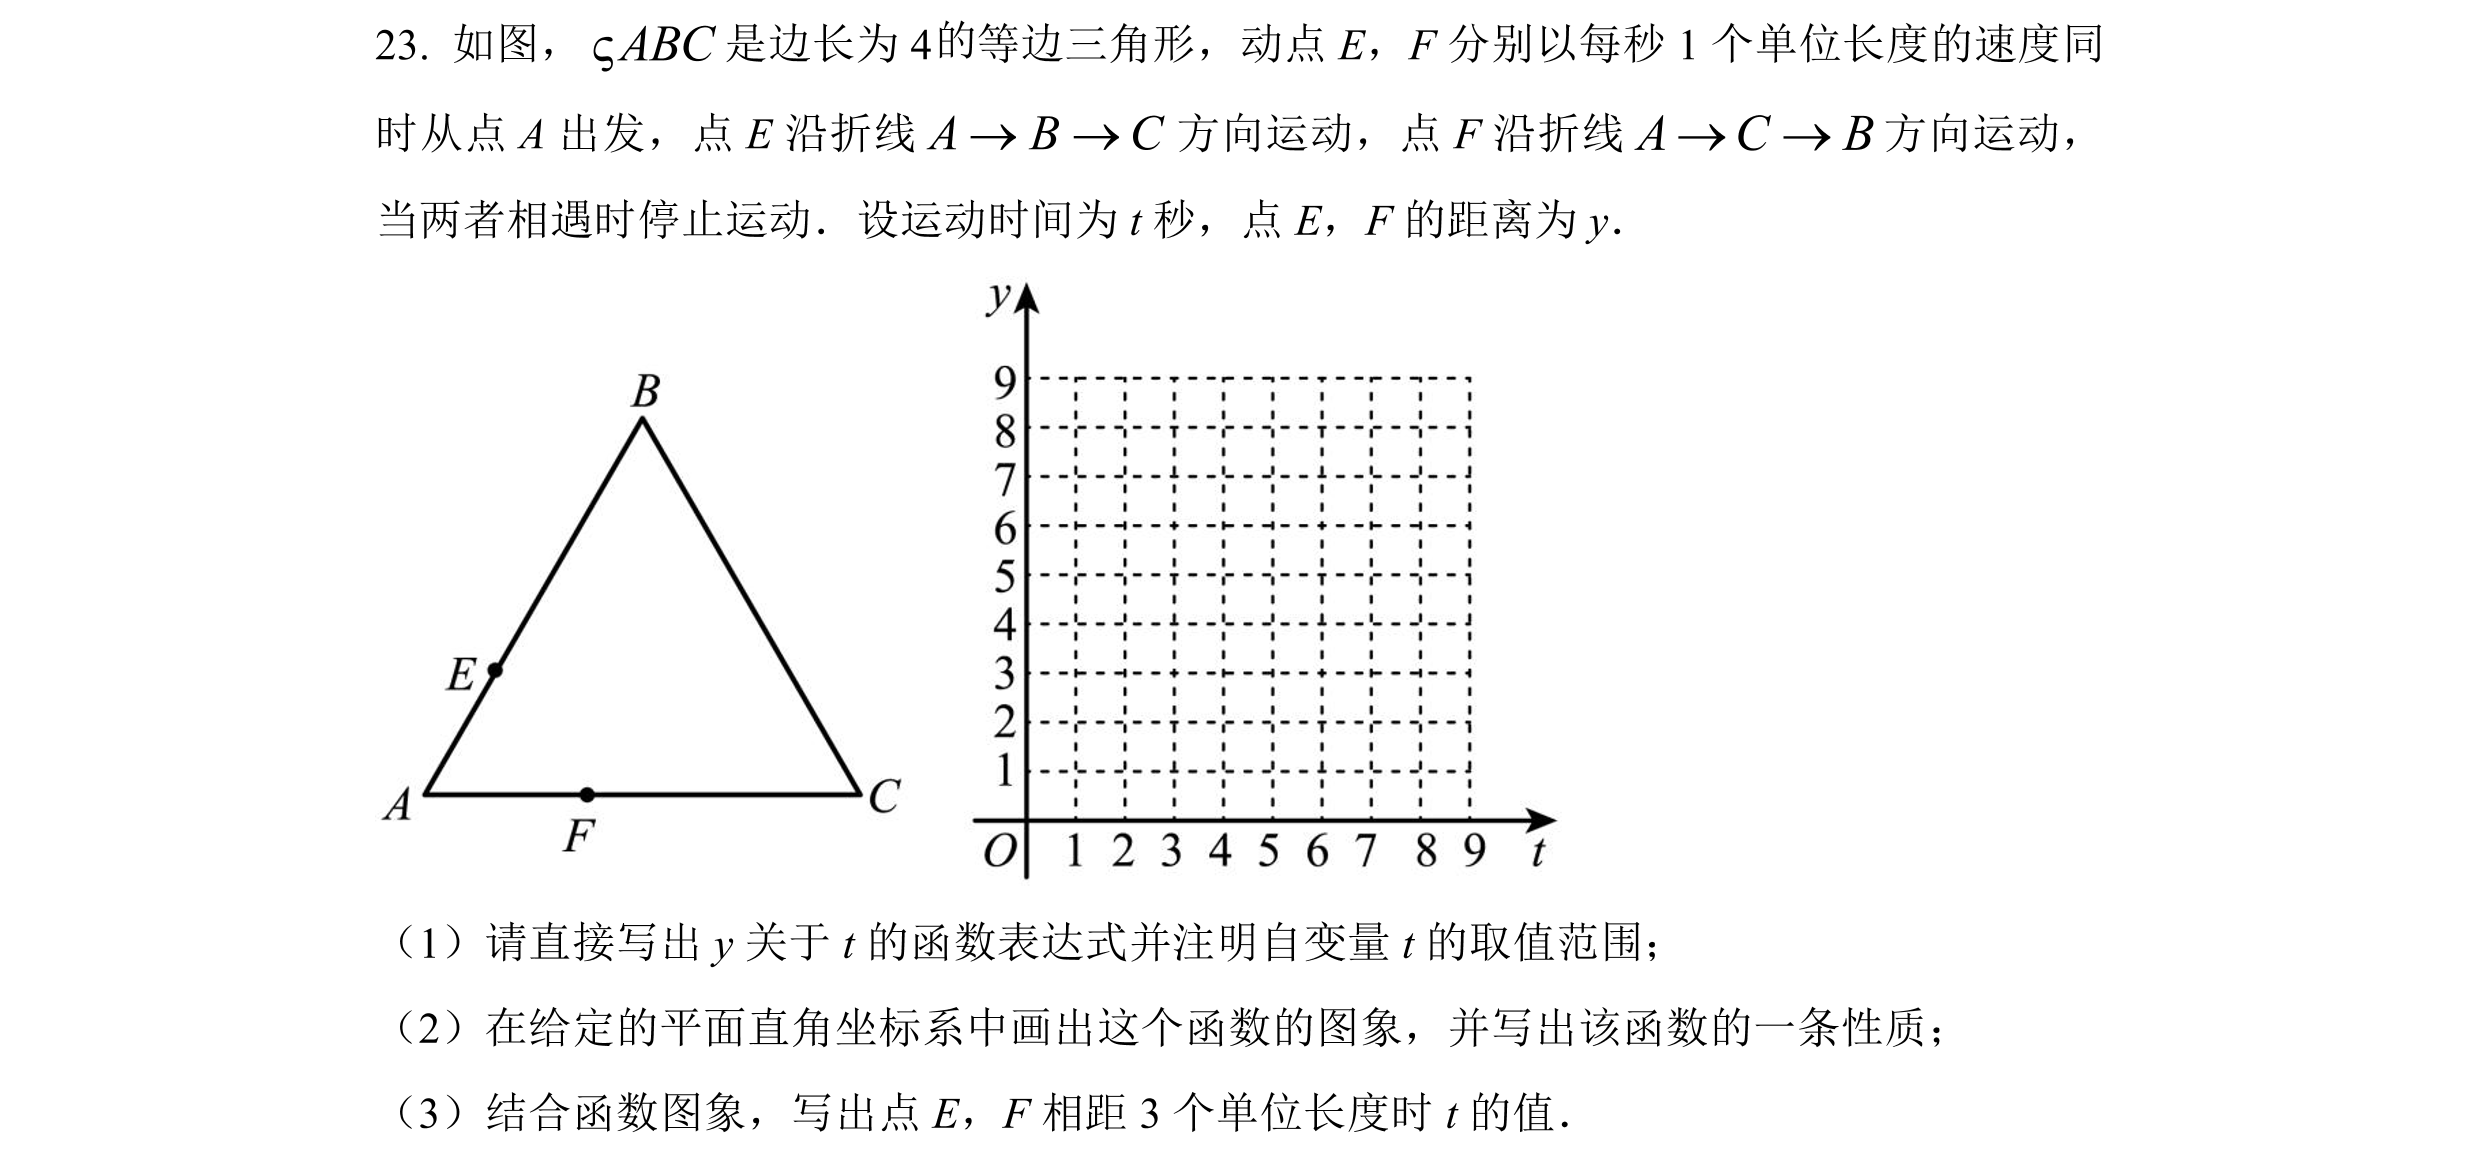 23. 如图，ςABC 是边长为 4的等边三角形，动点 E，F 分别以每秒 1 个单位长度的速度同
时从点 A 出发，点 E 沿折线 A→B→C 方向运动，点 F 沿折线 A→C→B 方向运动，
当两者相遇时停止运动．设运动时间为 t 秒，点 E，F 的距离为 y．
B
E
A
F
C
y
9
8
7
6
5
4
3
2
1
O 1 2 3 4 5 6 7 8 9 t
（1）请直接写出 y 关于 t 的函数表达式并注明自变量 t 的取值范围；
（2）在给定的平面直角坐标系中画出这个函数的图象，并写出该函数的一条性质；
（3）结合函数图象，写出点 E，F 相距 3 个单位长度时 t 的值．